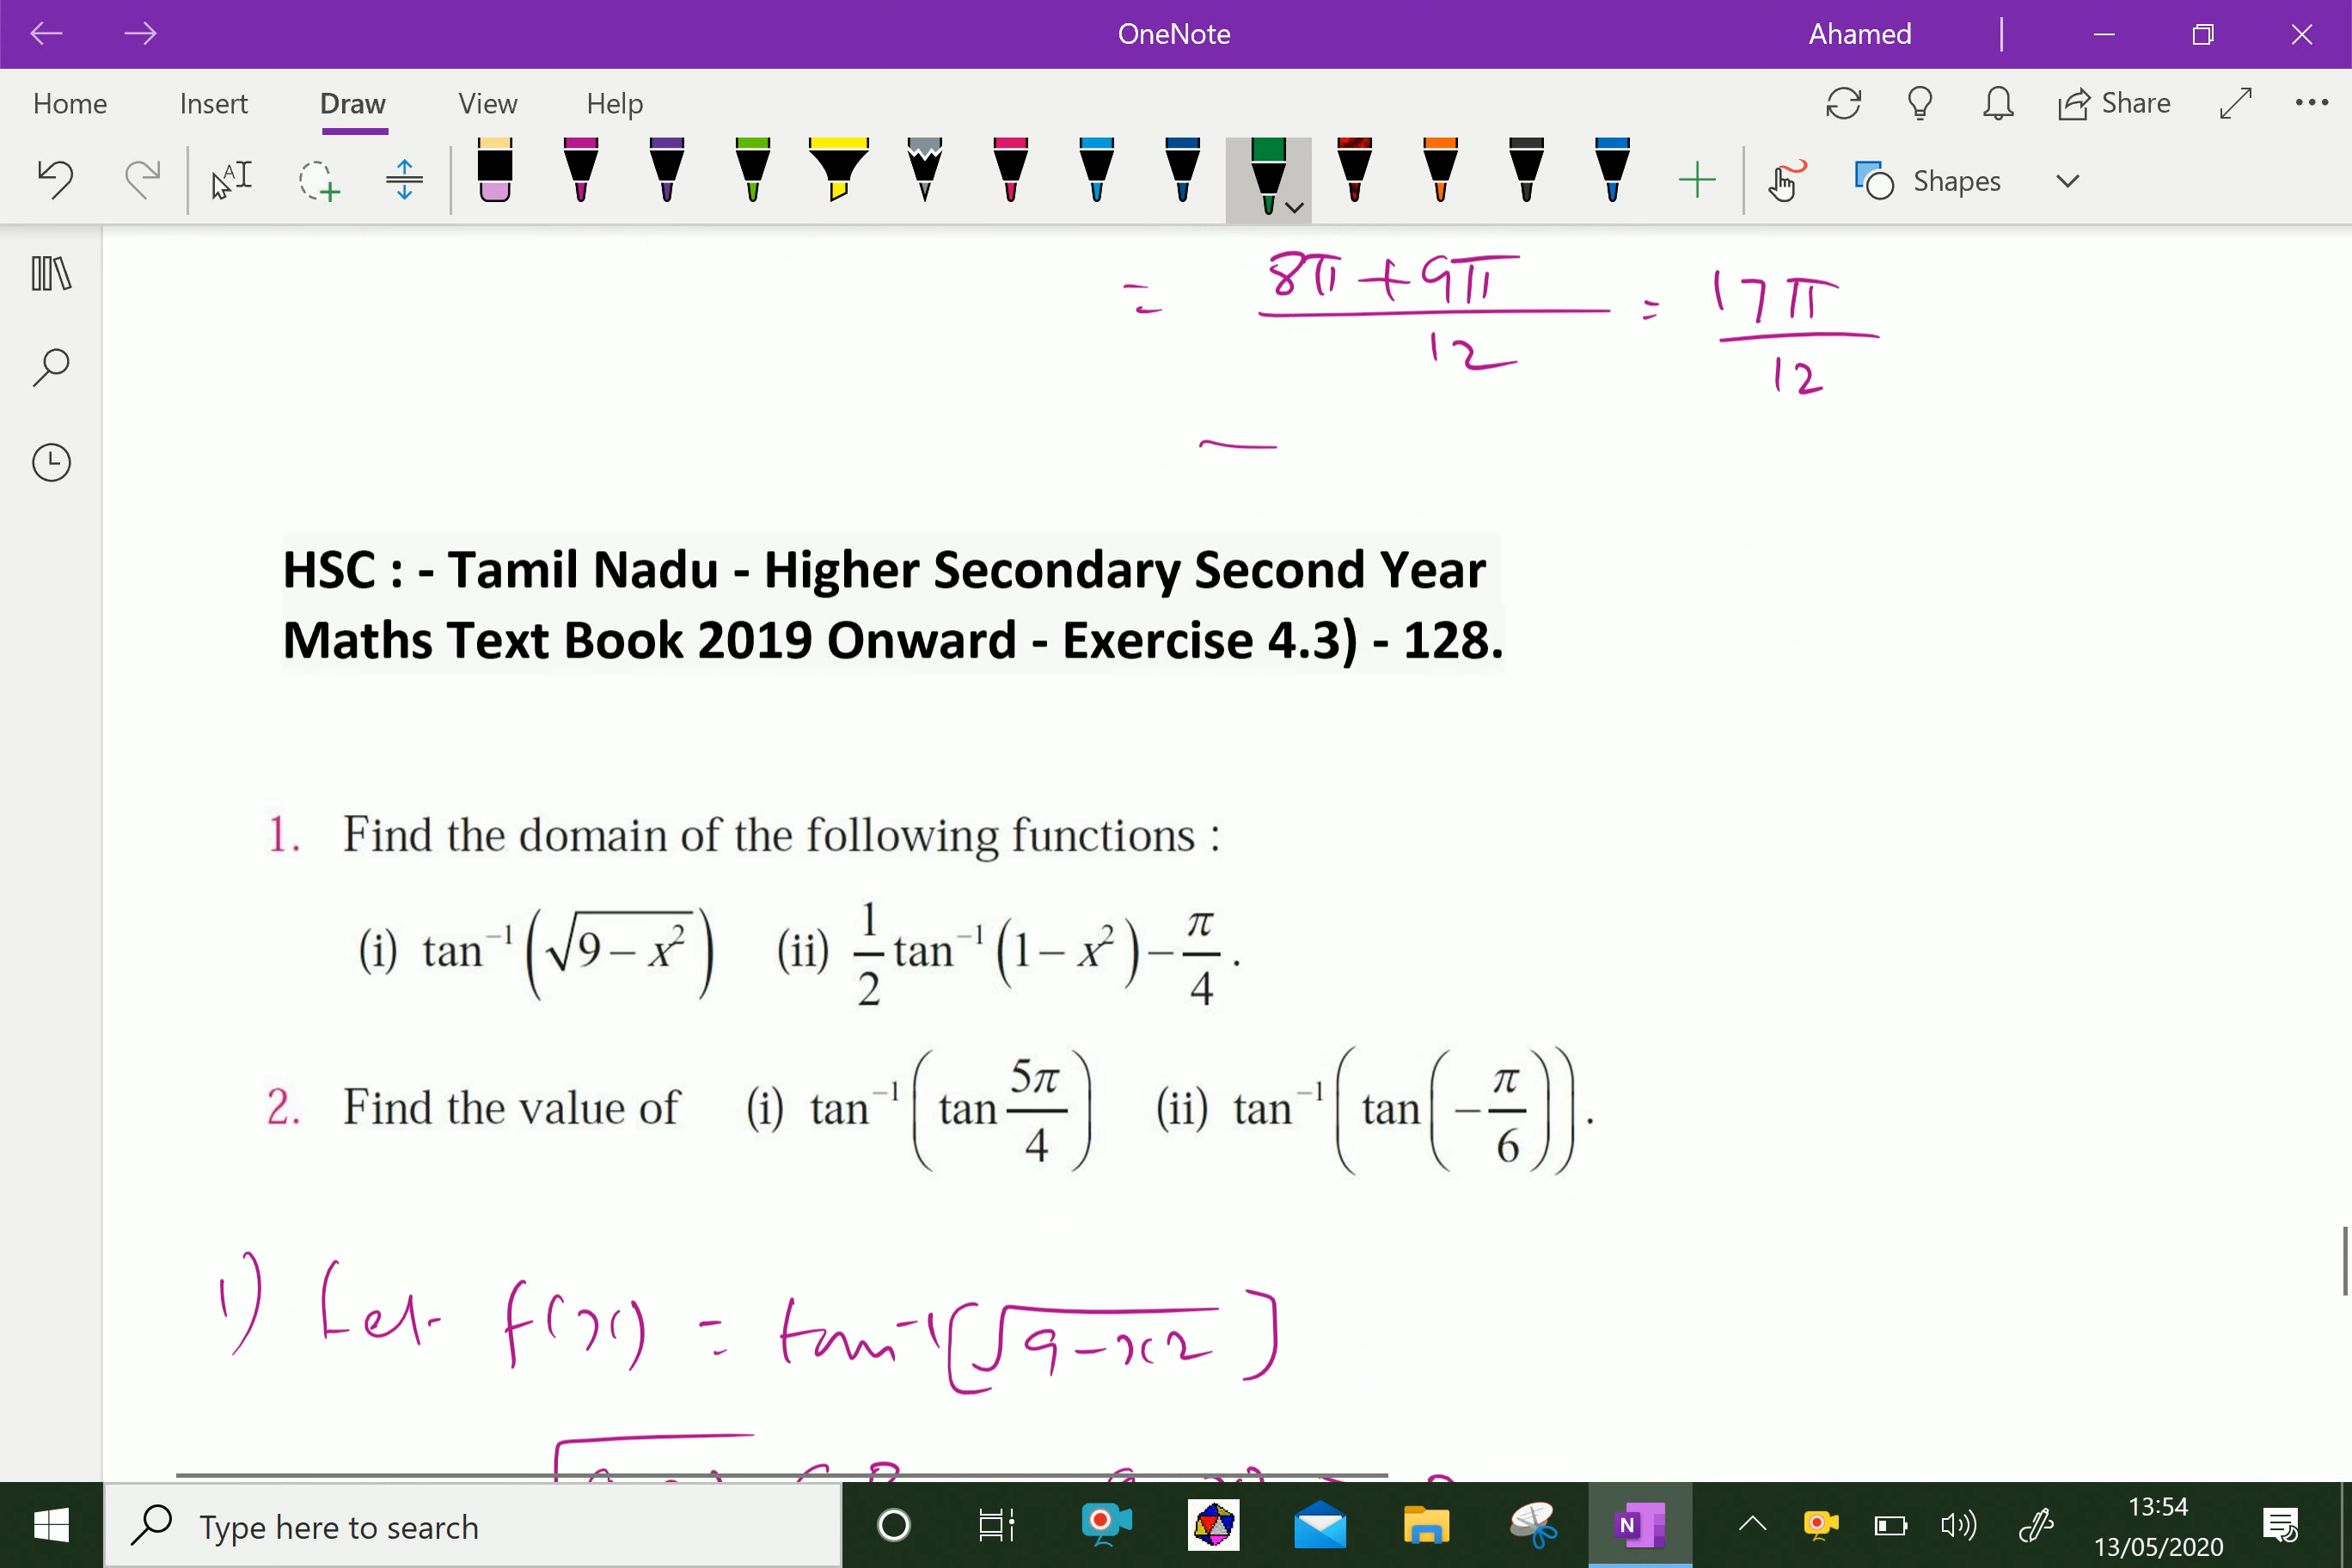 OneNote
Ahamed
Home Insert Draw View Help
Share
Shapes
= 8π + 9π / 12 = 17π / 12
HSC : - Tamil Nadu - Higher Secondary Second Year
Maths Text Book 2019 Onward - Exercise 4.3) - 128.
1. Find the domain of the following functions :
(i) tan⁻¹(√(9 – x²)) (ii) 1/2 tan⁻¹(1 – x²) – π/4 .
2. Find the value of (i) tan⁻¹(tan 5π/4) (ii) tan⁻¹(tan(–π/6)).
1) Let f(x) = tan⁻¹[√9-x2]
Type here to search
N
13:54
13/05/2020